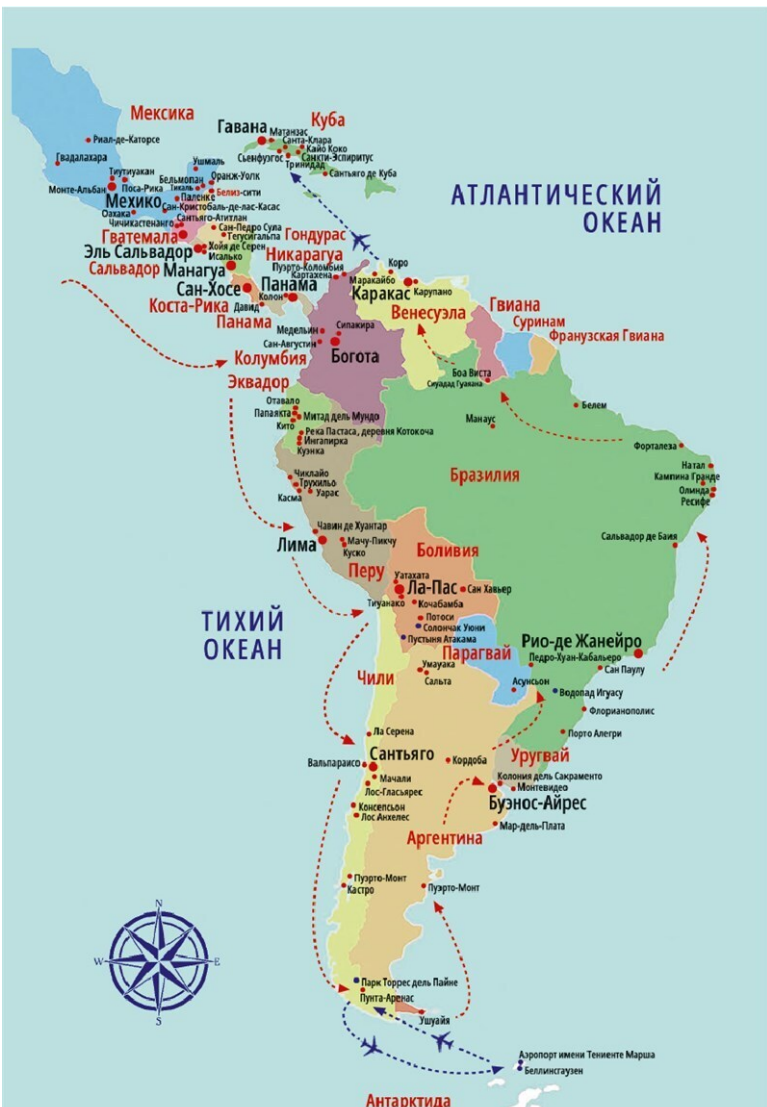 Мексика
Риал-де-Каторсе
Гвадалахара
Тиутиуакан
Монте-Альбан
Поса-Рика
Мехико
Оахака
Ушмаль
Бельмопан
Оранж-Уолк
Тикаль
Белиз-сити
Паленке
Сан-Кристобаль-де-лас-Касас
Сантьяго-Атитлан
Чичикастенанго
Гватемала
Сан-Педро Сула
Тегусигальпа
Хойя де Серен
Исалько
Эль Сальвадор
Сальвадор
Гондурас
Никарагуа
Манагуа
Сан-Хосе
Коста-Рика
Панама
Колон
Давид
Панама
Гавана
Матанзас
Куба
Санта-Клара
Кайо Коко
Сьенфуэгос
Санкти-Эспиритус
Тринидад
Сантьяго де Куба
АТЛАНТИЧЕСКИЙ
ОКЕАН
Пуэрто-Коломбия
Картахена
Коро
Маракайбо
Каракас
Карупано
Венесуэла
Гвиана
Суринам
Французская Гвиана
Медельин
Сипакира
Сан-Августин
Богота
Колумбия
Эквадор
Боа Виста
Сиуадад Гуаяна
Белем
Отавало
Папаякта
Митад дель Мундо
Кито
Река Пастаса, деревня Котокоча
Ингапирка
Куэнка
Манаус
Форталеза
Натал
Кампина Гранде
Олинда
Ресифе
Бразилия
Чиклайо
Трухильо
Касма
Уарас
Чавин де Хуантар
Лима
Мачу-Пикчу
Куско
Перу
Сальвадор де Баия
Боливия
Уатахата
Ла-Пас
Сан Хавьер
Тиуанако
Кочабамба
Потоси
Солончак Уюни
Пустыня Атакама
ТИХИЙ
ОКЕАН
Парагвай
Рио-де Жанейро
Педро-Хуан-Кабальеро
Сан Паулу
Чили
Умауака
Сальта
Асунсьон
Водопад Игуасу
Флорианополис
Порто Алегри
Ла Серена
Вальпараисо
Сантьяго
Кордоба
Уругвай
Мачали
Лос-Гласьярес
Колония дель Сакраменто
Монтевидео
Буэнос-Айрес
Консепсьон
Лос Анхелес
Аргентина
Мар-дель-Плата
Пуэрто-Монт
Кастро
Пуэрто-Монт
N
W
E
S
Парк Торрес дель Пайне
Пунта-Аренас
Ушуайя
Аэропорт имени Тениенте Марша
Беллинсгаузен
Антарктида